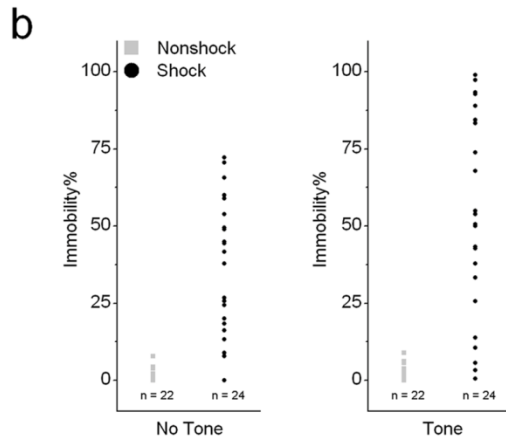 b
Nonshock
Shock
Immobility%
100
75
50
25
0
n = 22
n = 24
No Tone
Immobility%
100
75
50
25
0
n = 22
n = 24
Tone